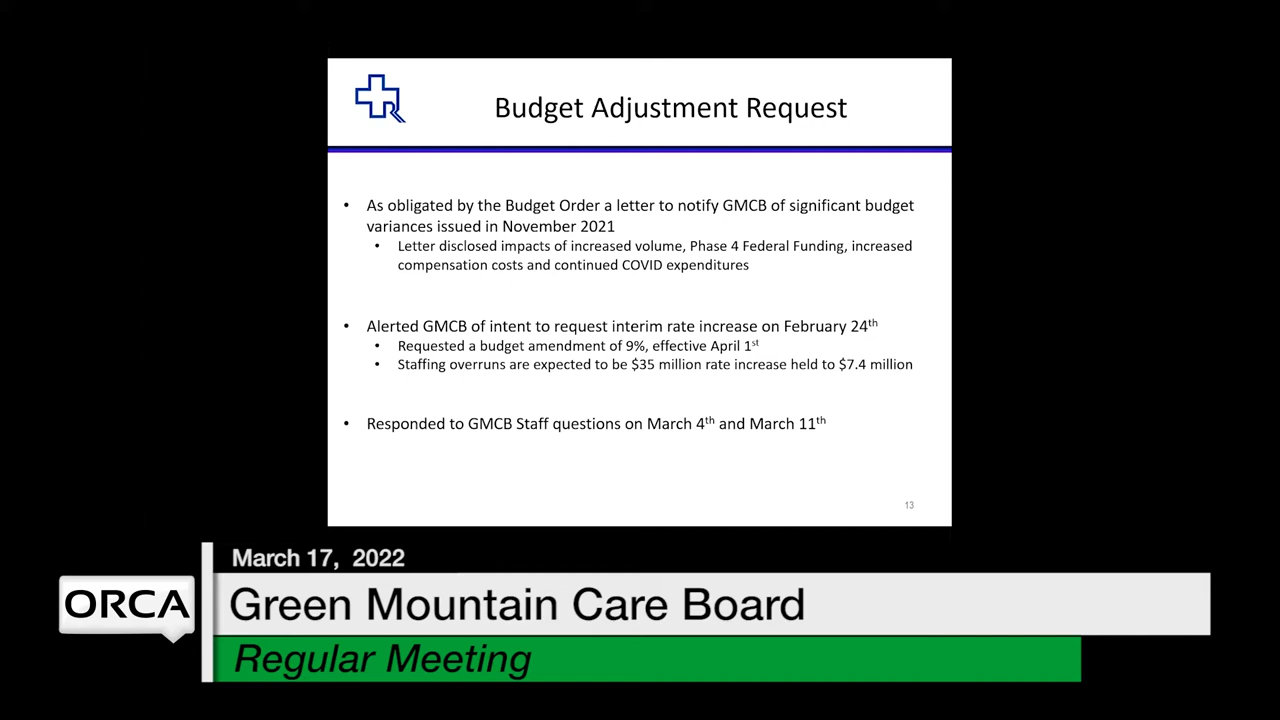 Budget Adjustment Request
• As obligated by the Budget Order a letter to notify GMCB of significant budget
variances issued in November 2021
• Letter disclosed impacts of increased volume, Phase 4 Federal Funding, increased
compensation costs and continued COVID expenditures
• Alerted GMCB of intent to request interim rate increase on February 24th
• Requested a budget amendment of 9%, effective April 1st
• Staffing overruns are expected to be $35 million rate increase held to $7.4 million
• Responded to GMCB Staff questions on March 4th and March 11th
13
March 17, 2022
ORCA
Green Mountain Care Board
Regular Meeting